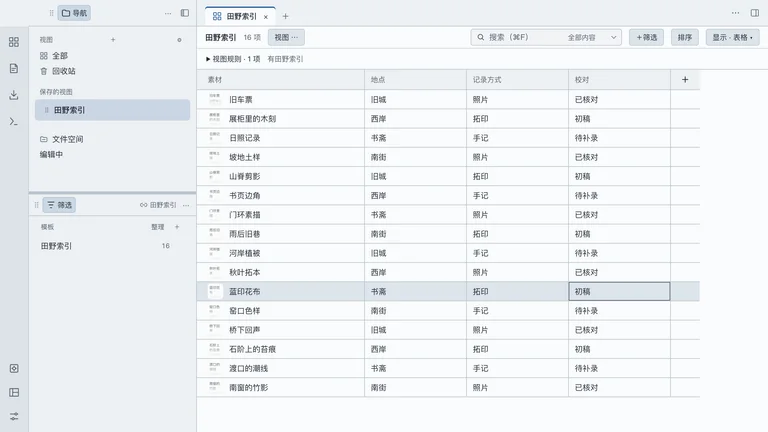 导航
视图
全部
回收站
保存的视图
田野索引
文件空间
编辑中
筛选
田野索引
模板 整理
田野索引 16
田野索引
田野索引 16 项 视图
搜索 (⌘F) 全部内容
+筛选 排序 显示 · 表格
视图规则 · 1 项 有田野索引
素材 地点 记录方式 校对
旧车票 旧城 照片 已核对
展柜里的木刻 西岸 拓印 初稿
日照记录 书斋 手记 待补录
坡地土样 南街 照片 已核对
山脊剪影 旧城 拓印 初稿
书页边角 西岸 手记 待补录
门环素描 书斋 照片 已核对
雨后旧巷 南街 拓印 初稿
河岸植被 旧城 手记 待补录
秋叶拓本 西岸 照片 已核对
蓝印花布 书斋 拓印 初稿
窑口色样 南街 手记 待补录
桥下回声 旧城 照片 已核对
石阶上的苔痕 西岸 拓印 初稿
渡口的潮线 书斋 手记 待补录
南窗的竹影 南街 照片 已核对